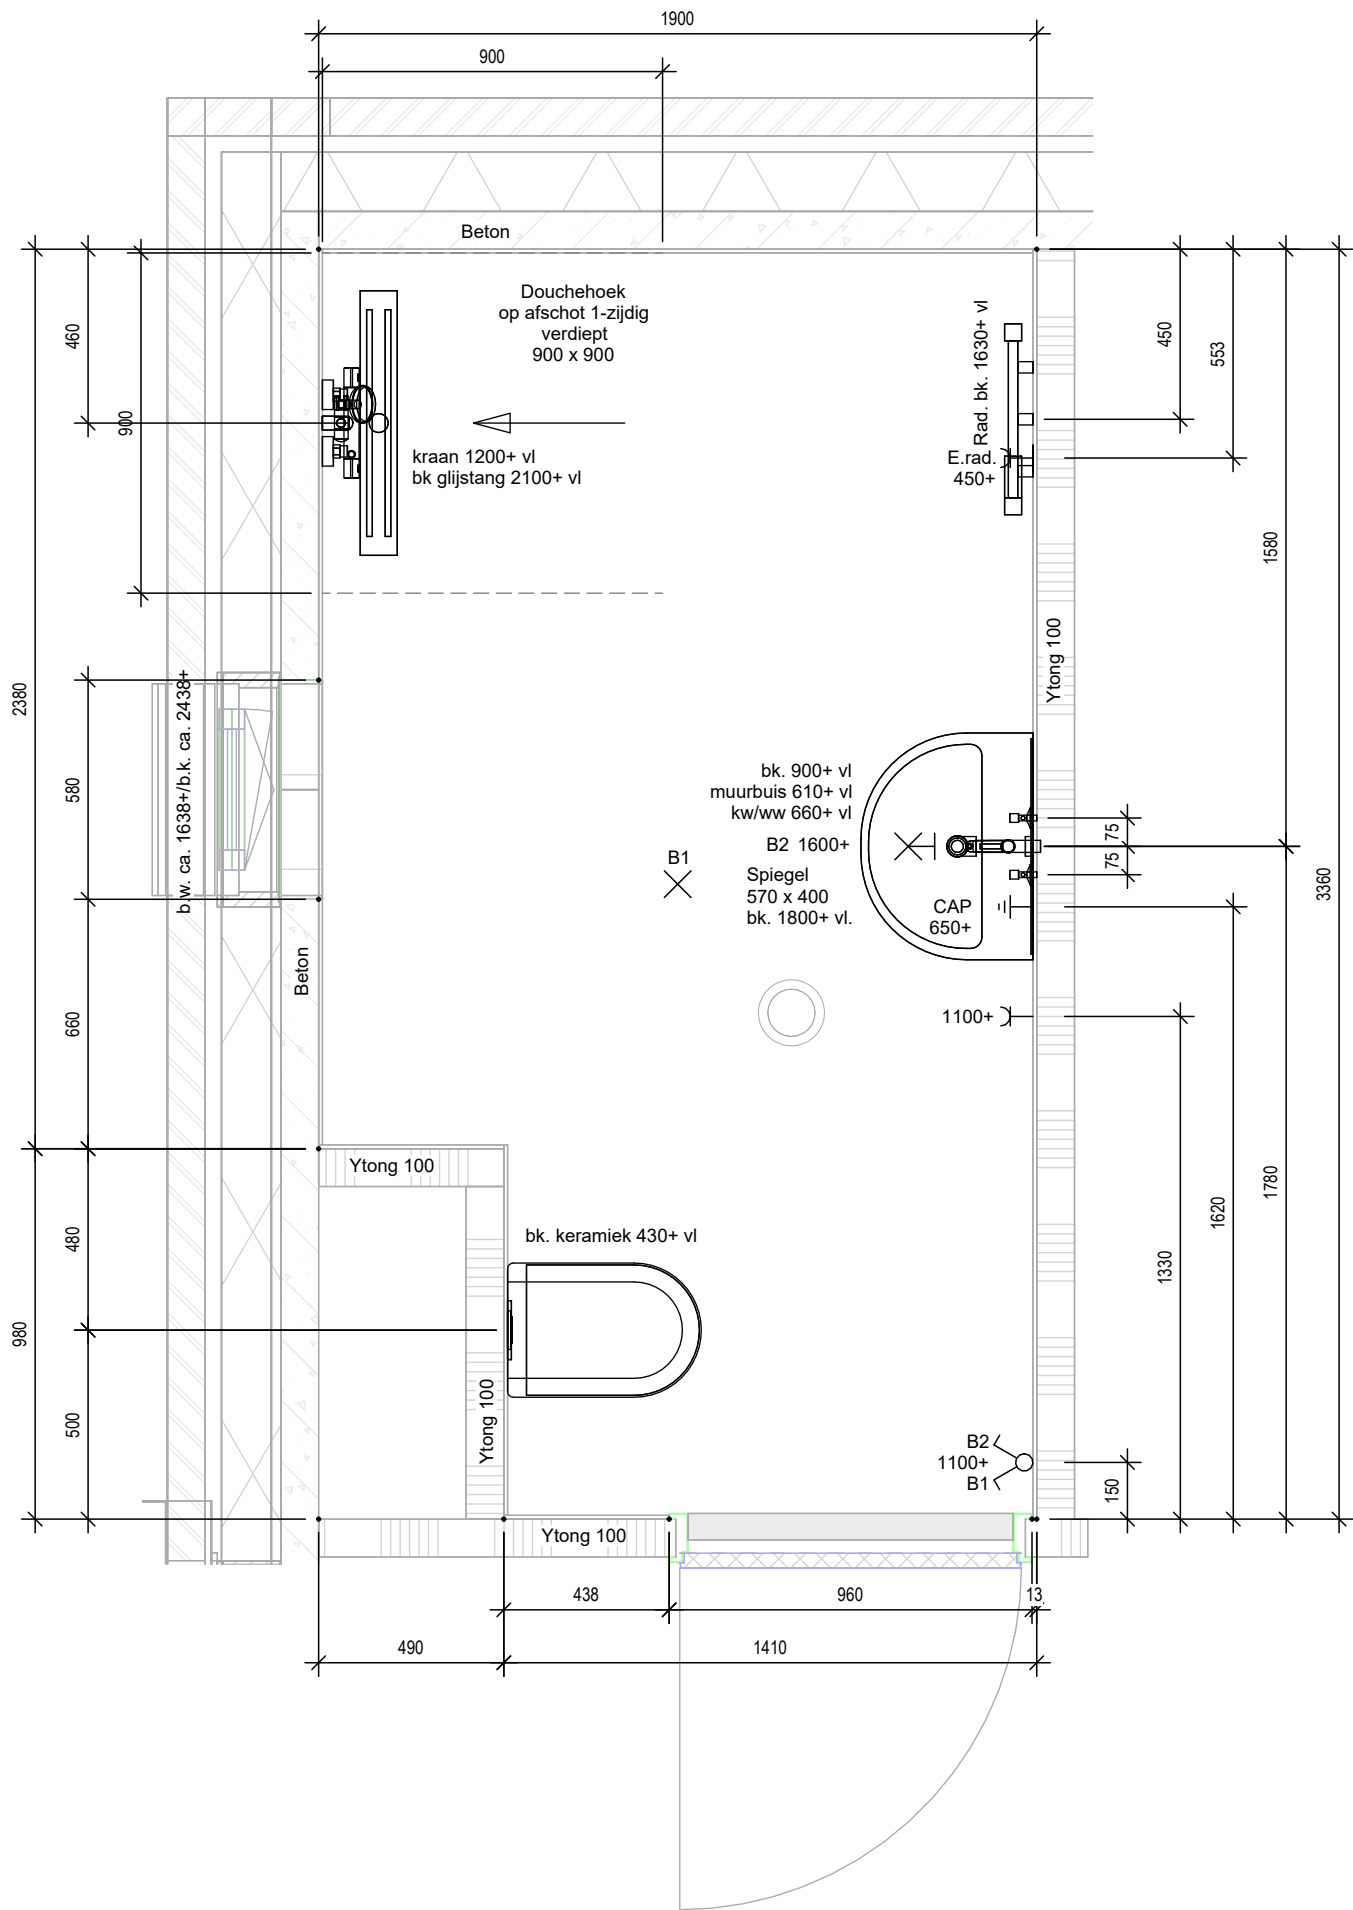 1900
900
Beton
Douchehoek
op afschot 1-zijdig
verdiept
900 x 900
460
900
450
553
Rad. bk. 1630+ vl
kraan 1200+ vl
bk glijstang 2100+ vl
E.rad.
450+
1580
Ytong 100
2380
b.w. ca. 1638+/b.k. ca. 2438+
580
bk. 900+ vl
muurbuis 610+ vl
kw/ww 660+ vl
B2 1600+
B1
Spiegel
570 x 400
bk. 1800+ vl.
CAP
650+
75
75
3360
Beton
660
1100+
Ytong 100
480
bk. keramiek 430+ vl
1780
1620
1330
980
500
Ytong 100
B2
1100+
B1
150
Ytong 100
438
960
13
490
1410